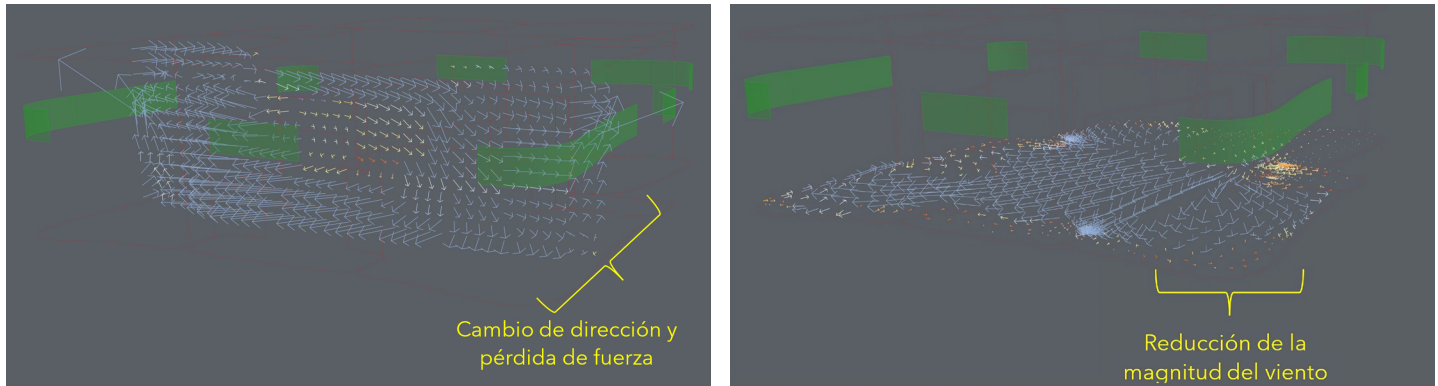 Cambio de dirección y
pérdida de fuerza
Reducción de la
magnitud del viento